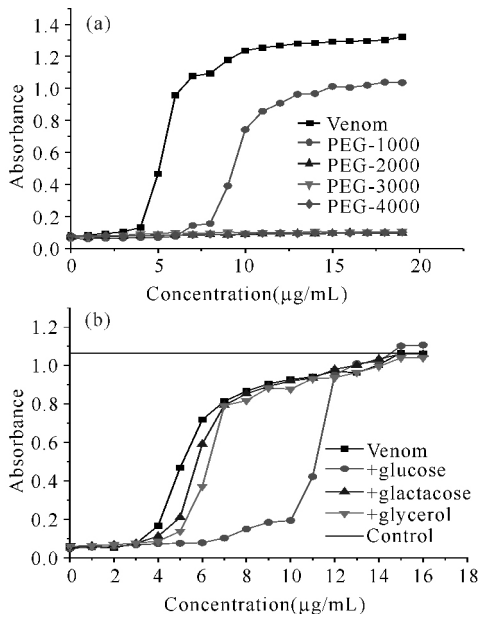 (a)
1.4
1.2
1.0
0.8
0.6
0.4
0.2
0.0
Absorbance
Venom
PEG-1000
PEG-2000
PEG-3000
PEG-4000
0 5 10 15 20
Concentration(μg/mL)
(b)
1.2
1.0
0.8
0.6
0.4
0.2
0.0
Absorbance
Venom
+glucose
+glactacose
+glycerol
Control
0 2 4 6 8 10 12 14 16
Concentration(μg/mL)